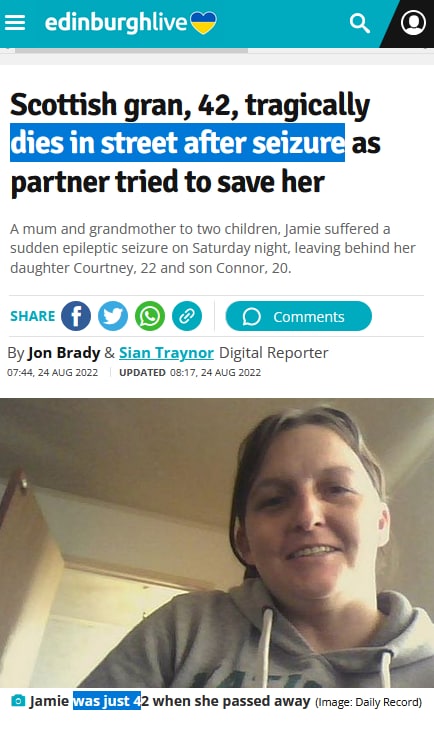 edinburghlive
Scottish gran, 42, tragically
dies in street after seizure as
partner tried to save her
A mum and grandmother to two children, Jamie suffered a
sudden epileptic seizure on Saturday night, leaving behind her
daughter Courtney, 22 and son Connor, 20.
SHARE Comments
By Jon Brady & Sian Traynor Digital Reporter
07:44, 24 AUG 2022 UPDATED 08:17, 24 AUG 2022
Jamie was just 42 when she passed away (Image: Daily Record)